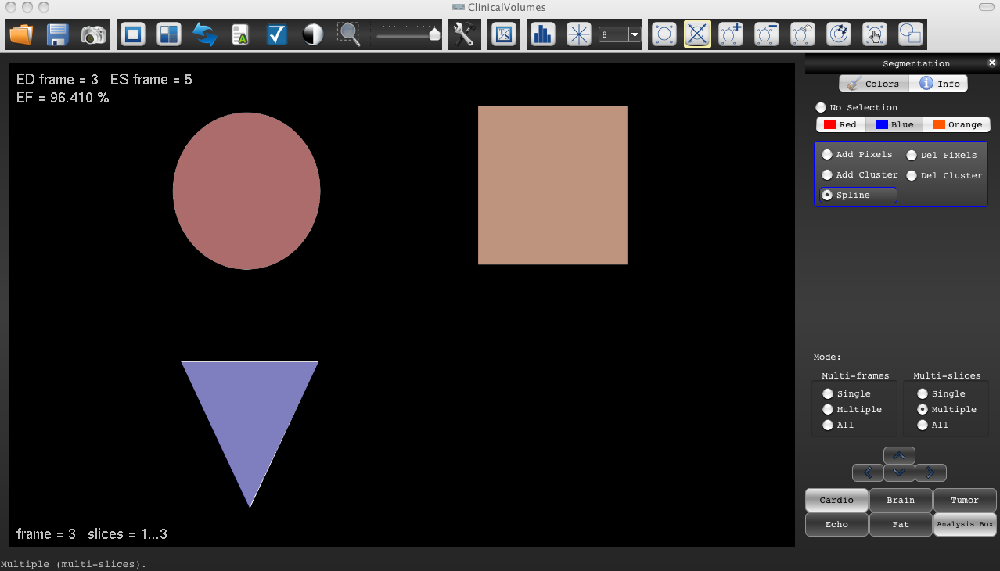 ClinicalVolumes
8
ED frame = 3 ES frame = 5
EF = 96.410 %
frame = 3 slices = 1...3
Multiple (multi-slices).
Segmentation
Colors Info
No Selection
Red Blue Orange
Add Pixels Del Pixels
Add Cluster Del Cluster
Spline
Mode:
Multi-frames Multi-slices
Single Single
Multiple Multiple
All All
Cardio Brain Tumor
Echo Fat Analysis Box